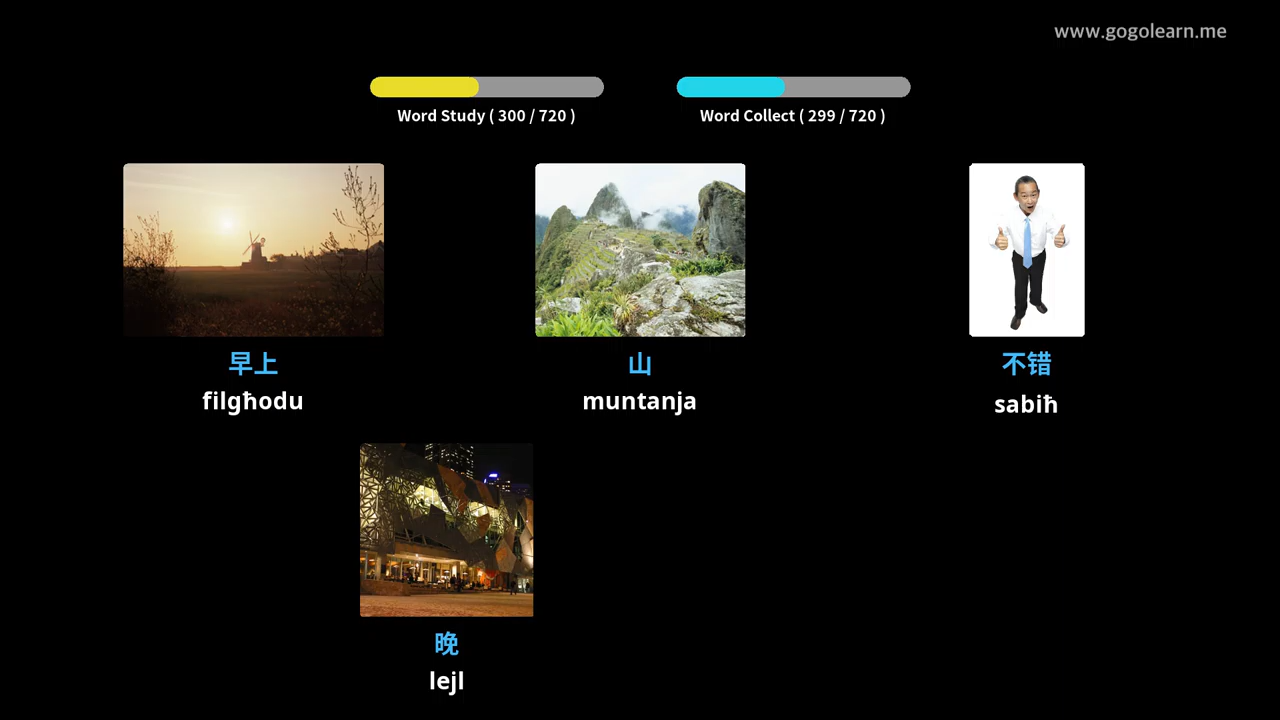 www.gogolearn.me
Word Study ( 300 / 720 )
Word Collect ( 299 / 720 )
早上
filgħodu
山
muntanja
不错
sabiħ
晚
lejl